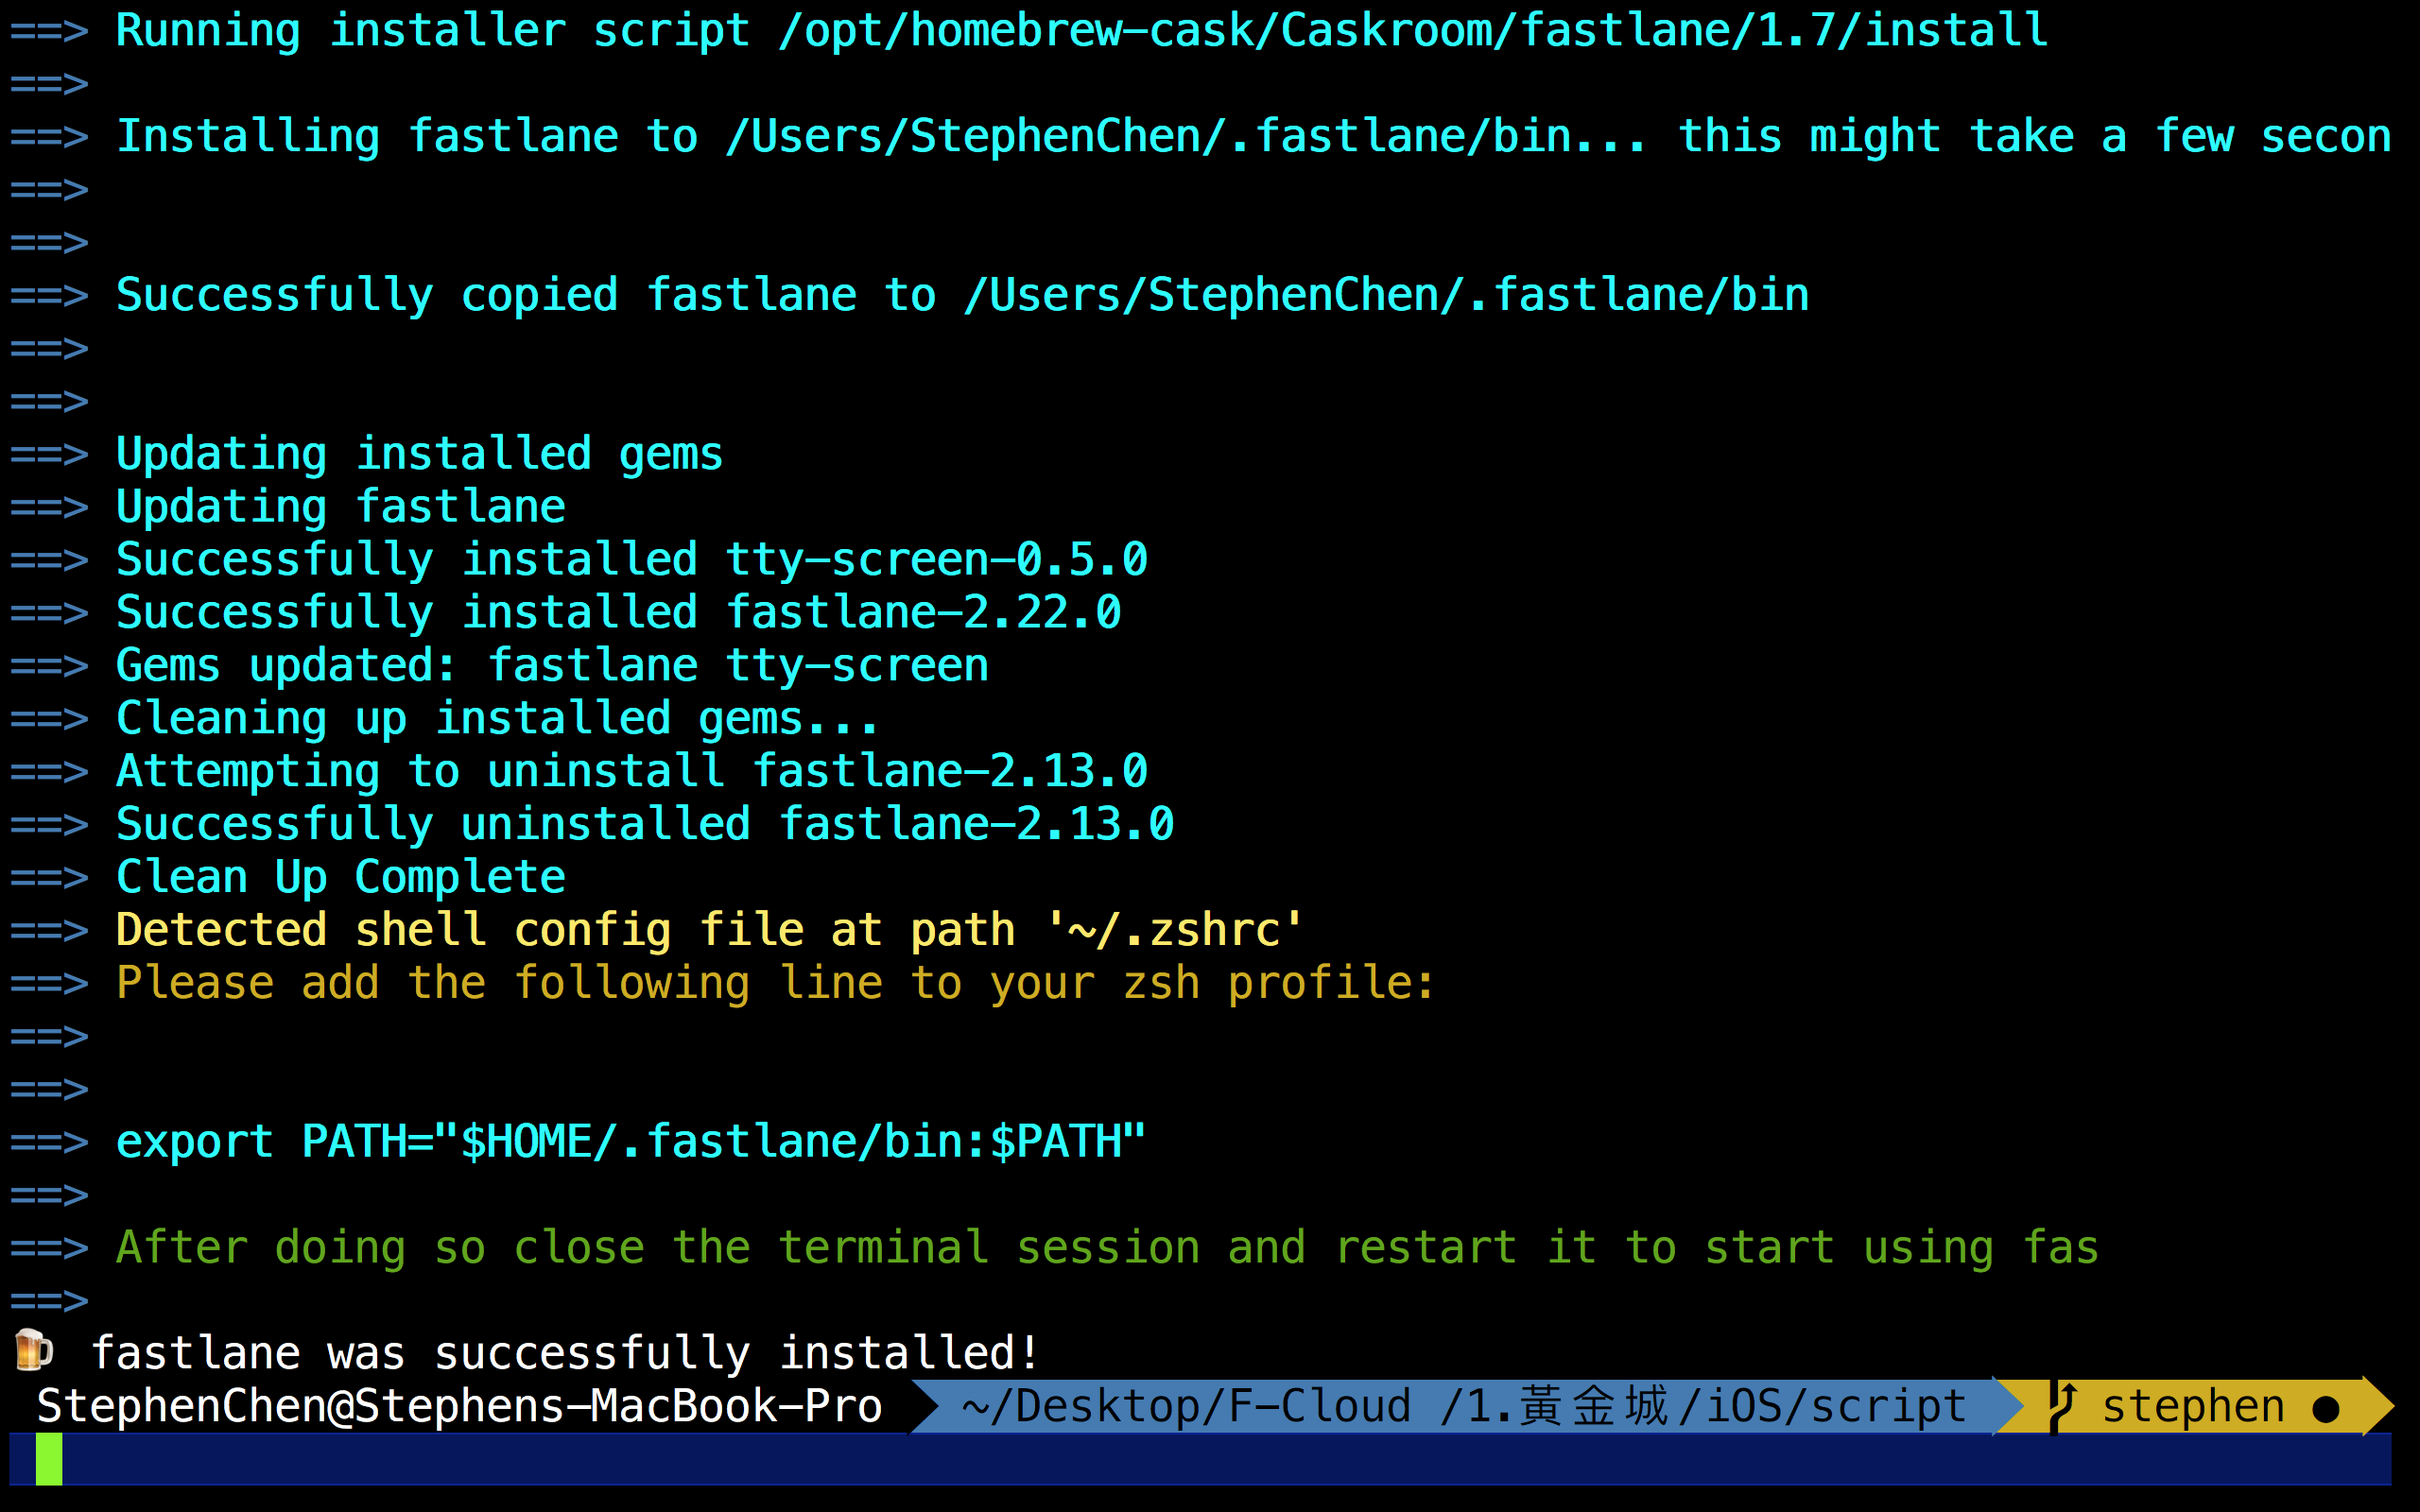 ==> Running installer script /opt/homebrew-cask/Caskroom/fastlane/1.7/install
==>
==> Installing fastlane to /Users/StephenChen/.fastlane/bin... this might take a few secon
==>
==>
==> Successfully copied fastlane to /Users/StephenChen/.fastlane/bin
==>
==>
==> Updating installed gems
==> Updating fastlane
==> Successfully installed tty-screen-0.5.0
==> Successfully installed fastlane-2.22.0
==> Gems updated: fastlane tty-screen
==> Cleaning up installed gems...
==> Attempting to uninstall fastlane-2.13.0
==> Successfully uninstalled fastlane-2.13.0
==> Clean Up Complete
==> Detected shell config file at path '~/.zshrc'
==> Please add the following line to your zsh profile:
==>
==>
==> export PATH="$HOME/.fastlane/bin:$PATH"
==>
==> After doing so close the terminal session and restart it to start using fas
==>
🍺 fastlane was successfully installed!
StephenChen@Stephens-MacBook-Pro ~/Desktop/F-Cloud /1.黃金城/iOS/script stephen ●